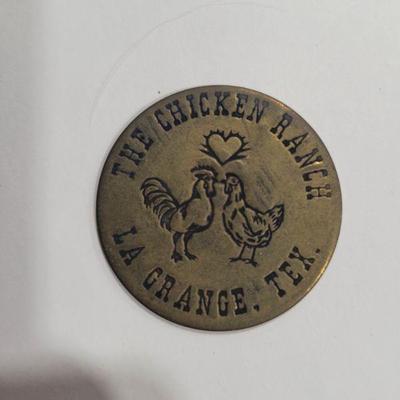 THE CHICKEN RANCH
LA GRANGE, TEX.